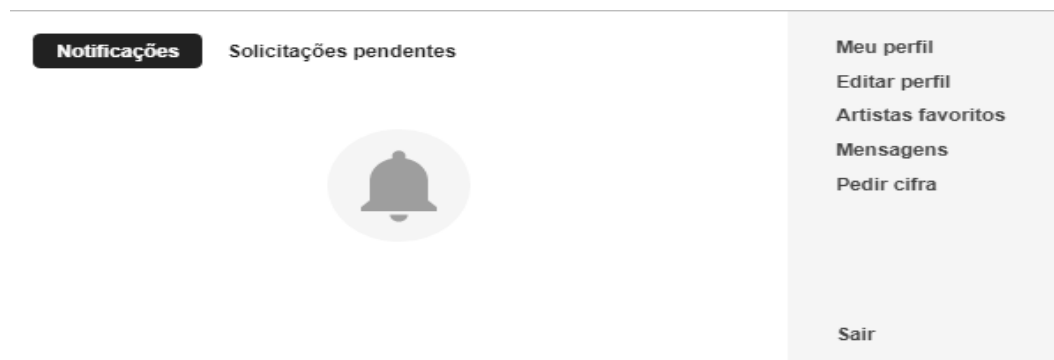 Notificações
Solicitações pendentes
Meu perfil
Editar perfil
Artistas favoritos
Mensagens
Pedir cifra
Sair